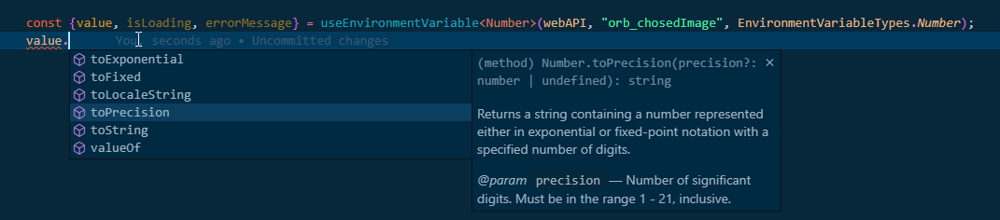 const {value, isLoading, errorMessage} = useEnvironmentVariable<Number>(webAPI, "orb_chosedImage", EnvironmentVariableTypes.Number);
value. You, seconds ago • Uncommitted changes
toExponential
toFixed
toLocaleString
toPrecision
toString
valueOf
(method) Number.toPrecision(precision?:
number | undefined): string
Returns a string containing a number represented
either in exponential or fixed-point notation with a
specified number of digits.
@param precision — Number of significant
digits. Must be in the range 1 - 21, inclusive.